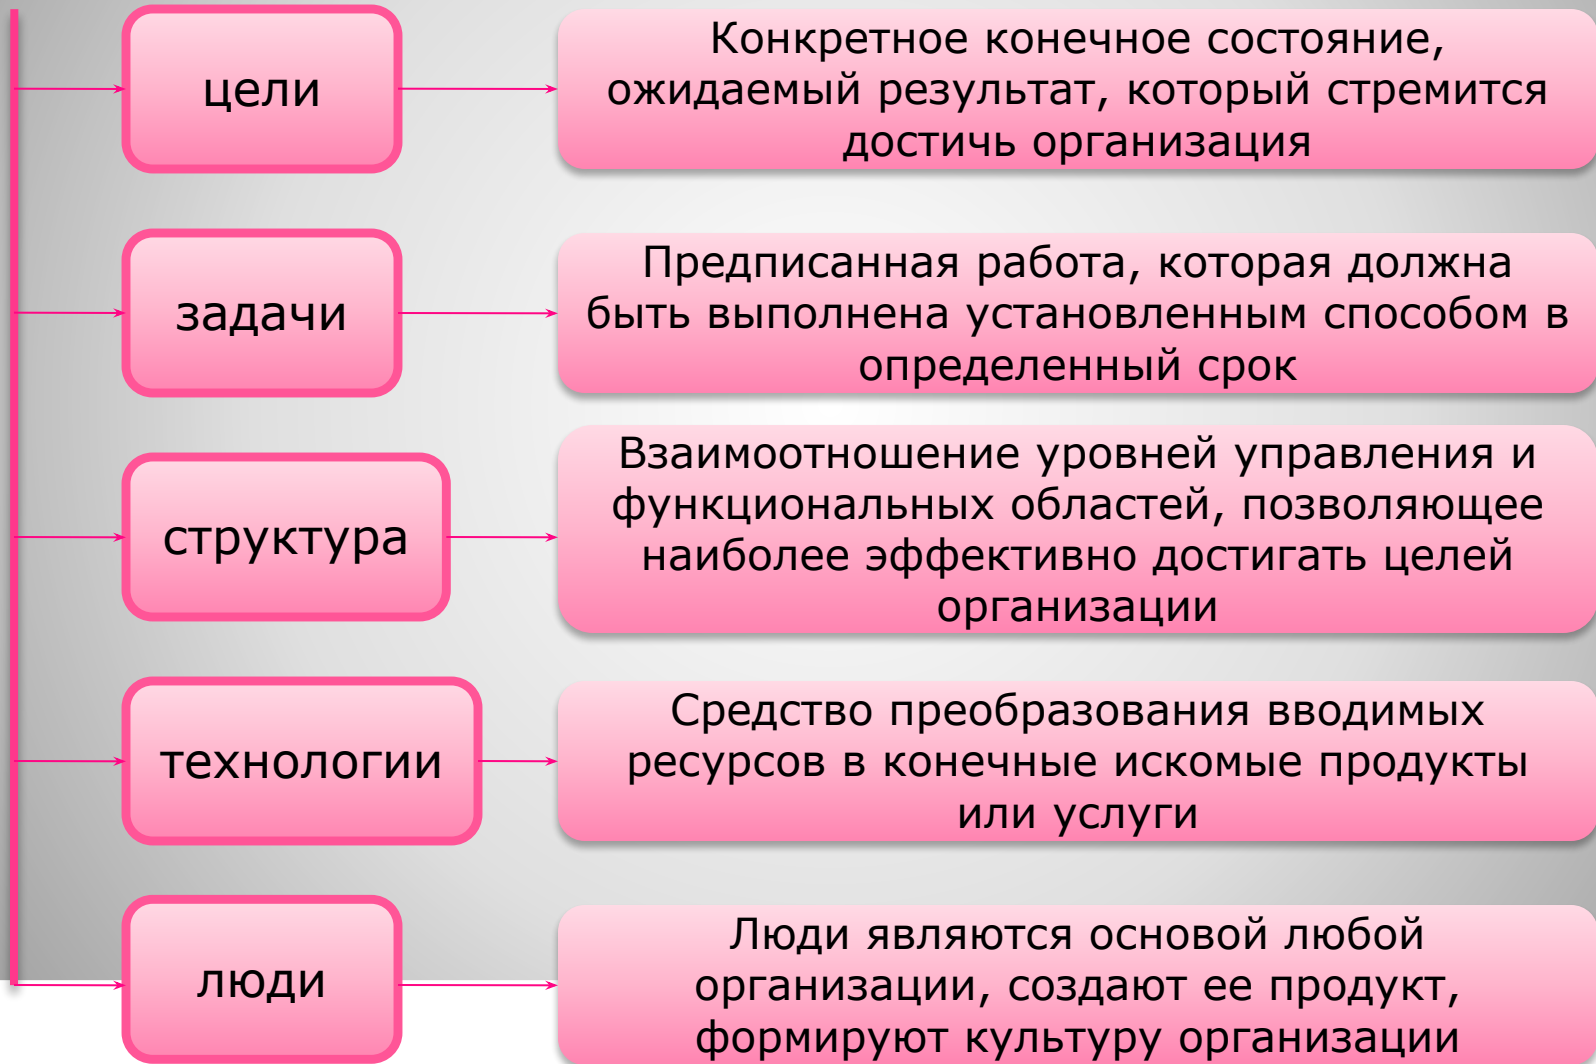 цели
Конкретное конечное состояние,
ожидаемый результат, который стремится
достичь организация
задачи
Предписанная работа, которая должна
быть выполнена установленным способом в
определенный срок
структура
Взаимоотношение уровней управления и
функциональных областей, позволяющее
наиболее эффективно достигать целей
организации
технологии
Средство преобразования вводимых
ресурсов в конечные искомые продукты
или услуги
люди
Люди являются основой любой
организации, создают ее продукт,
формируют культуру организации